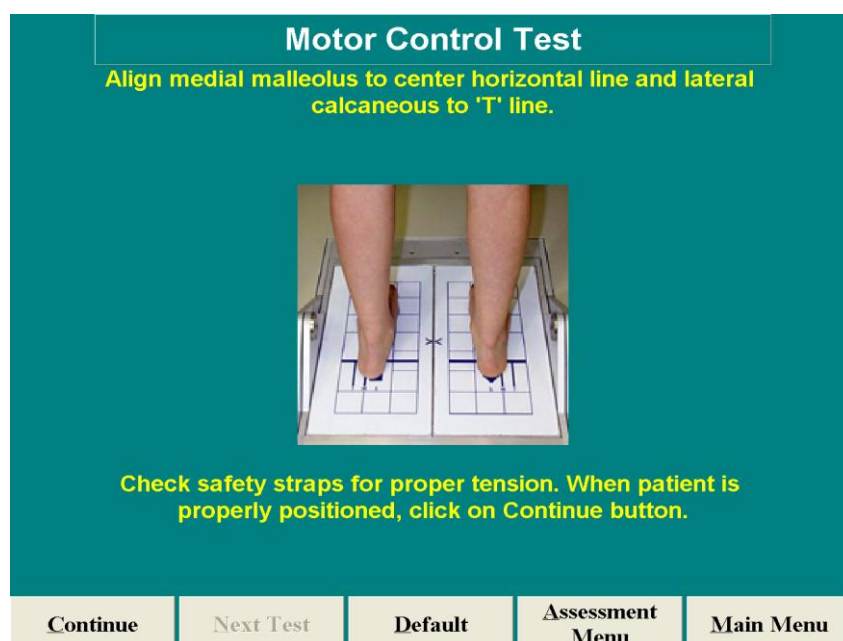 Motor Control Test
Align medial malleolus to center horizontal line and lateral
calcaneous to 'T' line.
Check safety straps for proper tension. When patient is
properly positioned, click on Continue button.
Continue
Next Test
Default
Assessment
Menu
Main Menu